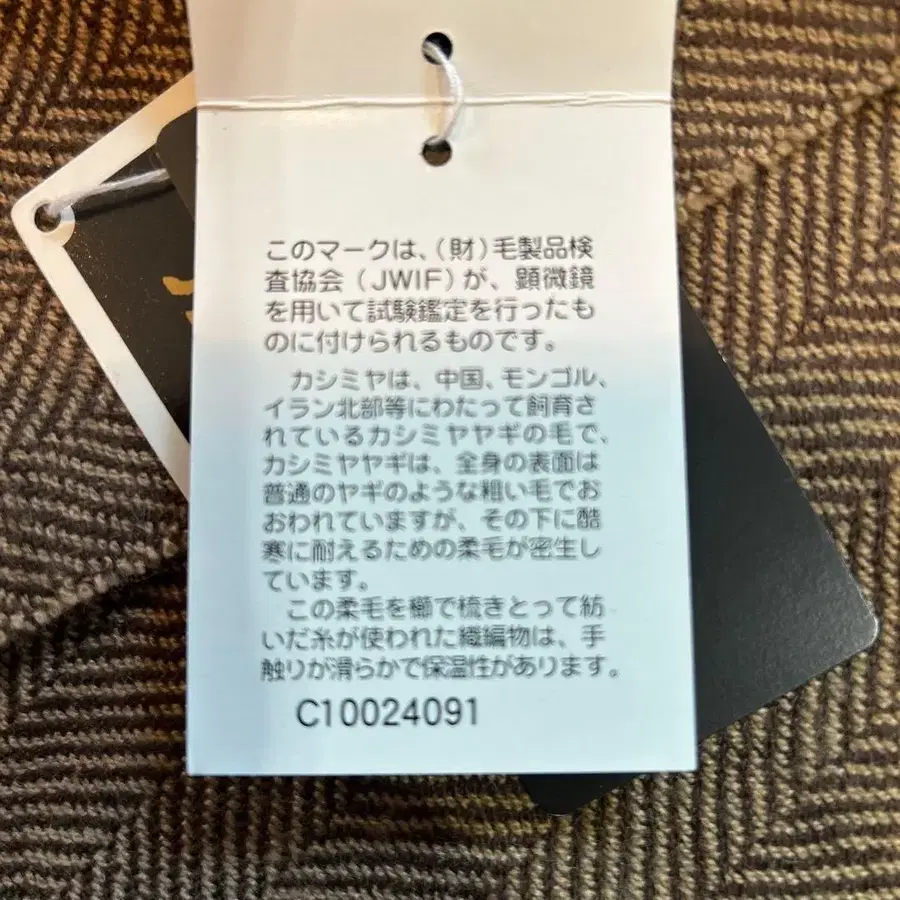 このマークは、(財)毛製品検
査協会(JWIF)が、顕微鏡
を用いて試験鑑定を行ったも
のに付けられるものです。
カシミヤは、中国、モンゴル、
イラン北部等にわたって飼育さ
れているカシミヤヤギの毛で、
カシミヤヤギは、全身の表面は
普通のヤギのような粗い毛でお
おわれていますが、その下に酷
寒に耐えるための柔毛が密生し
ています。
この柔毛を櫛で梳きとって紡
いだ糸が使われた織編物は、手
触りが滑らかで保温性があります。
C10024091